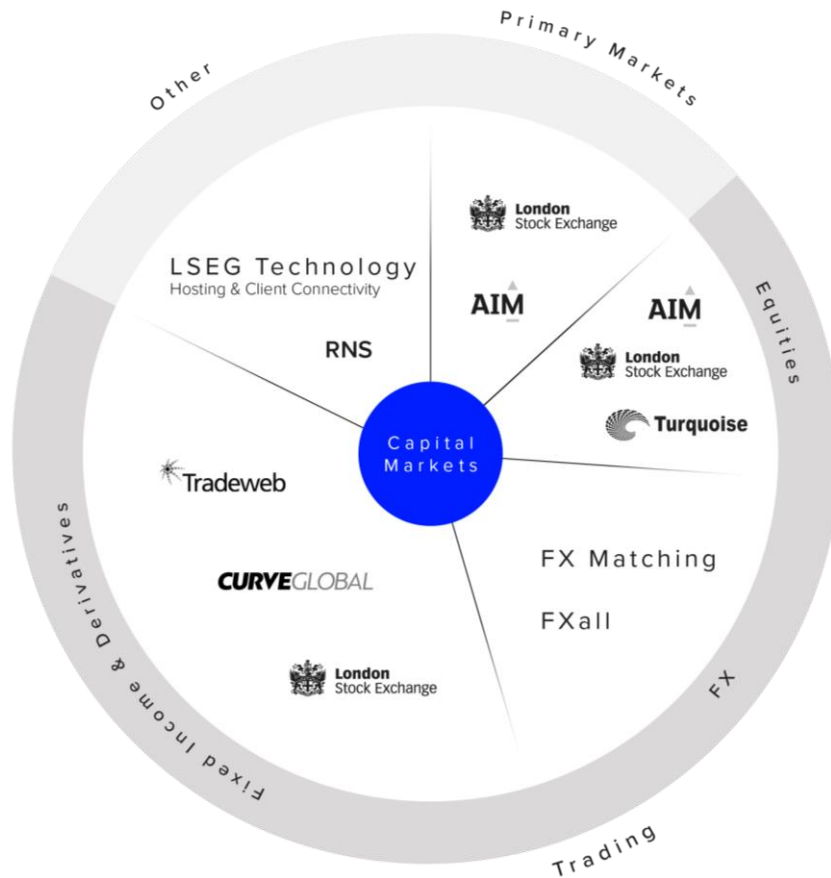 Primary Markets
Other
London
Stock Exchange
AIM
LSEG Technology
Hosting & Client Connectivity
RNS
Equities
AIM
London
Stock Exchange
Turquoise
Capital
Markets
Tradeweb
CURVEGLOBAL
London
Stock Exchange
Fixed Income & Derivatives
FX Matching
FXall
FX
Trading